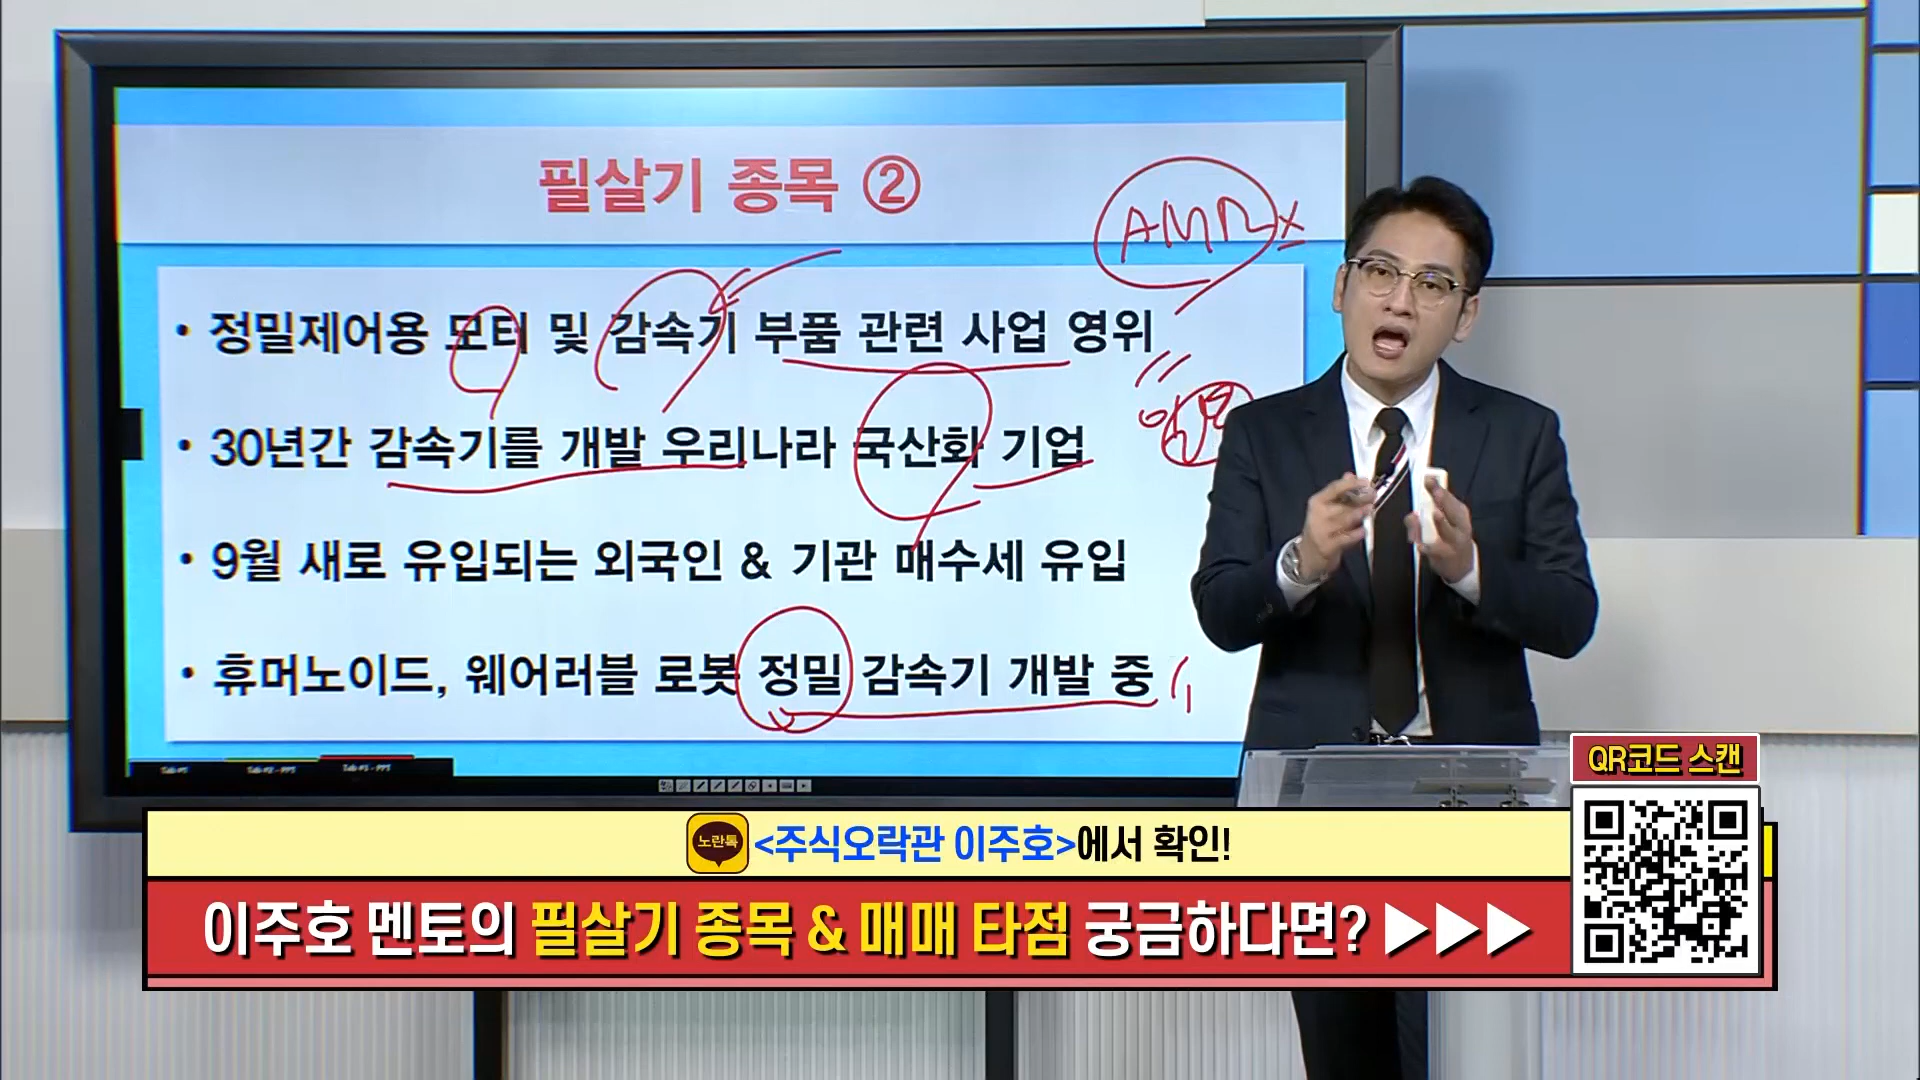 필살기 종목 ②
AMR x
• 정밀제어용 모터 및 감속기 부품 관련 사업 영위
• 30년간 감속기를 개발 우리나라 국산화 기업
• 9월 새로 유입되는 외국인 & 기관 매수세 유입
• 휴머노이드, 웨어러블 로봇 정밀 감속기 개발 중
QR코드 스캔
노란톡 <주식오락관 이주호>에서 확인!
이주호 멘토의 필살기 종목 & 매매 타점 궁금하다면? ▶▶▶